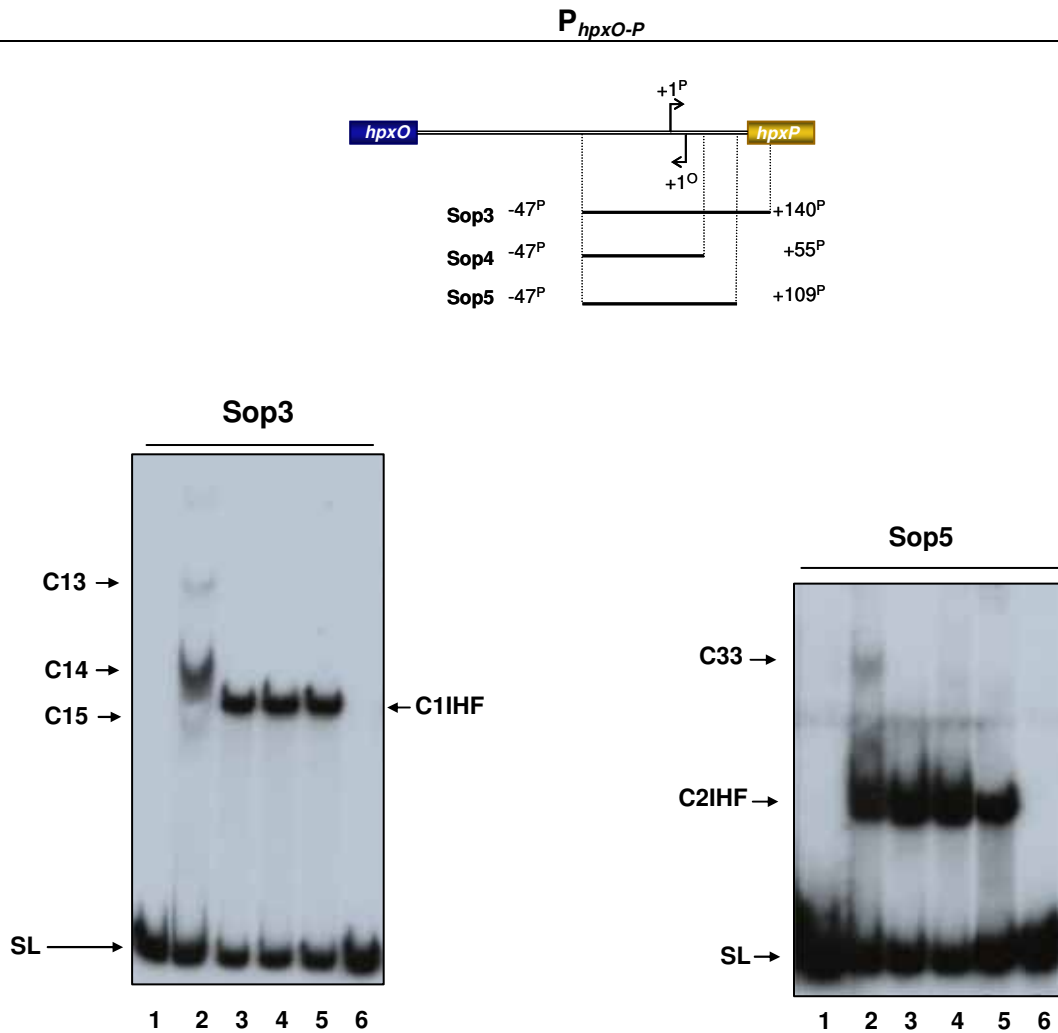 PhpxO-P
+1P
hpxO
hpxP
+1O
Sop3 -47P +140P
Sop4 -47P +55P
Sop5 -47P +109P
Sop3
C13
C14
C15
C1IHF
SL
1 2 3 4 5 6
Sop5
C33
C2IHF
SL
1 2 3 4 5 6